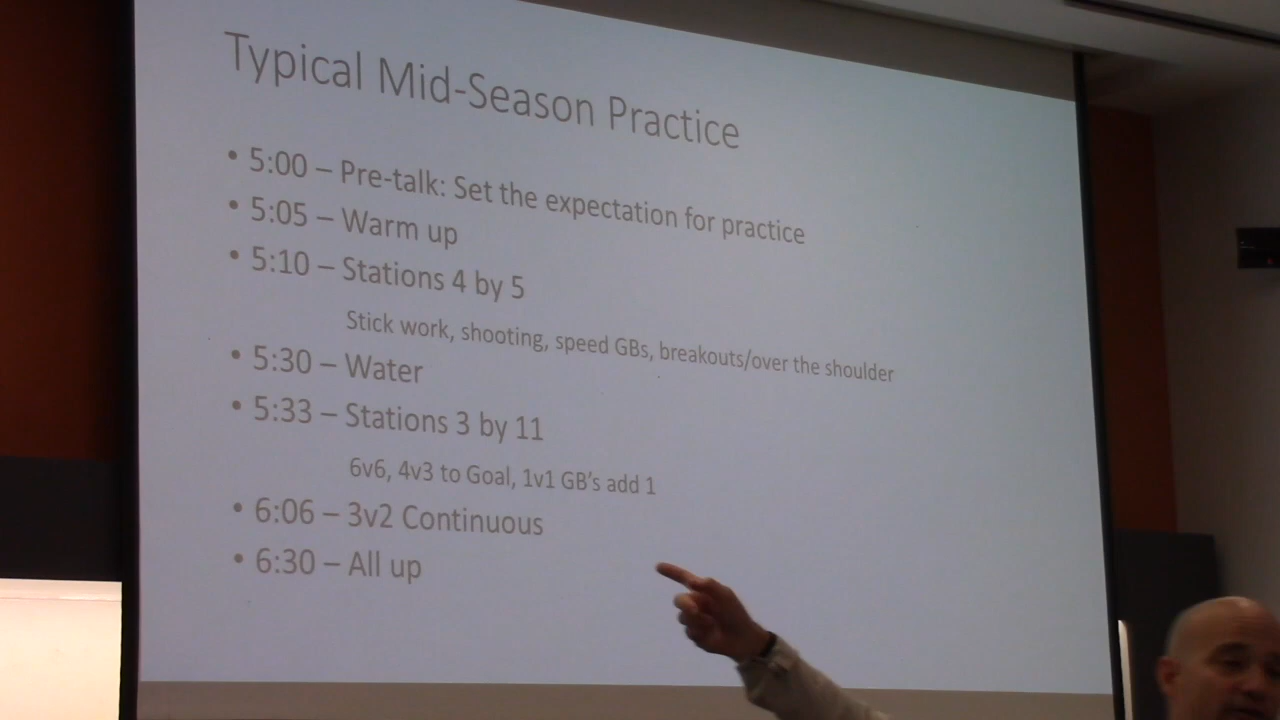 Typical Mid-Season Practice
• 5:00 – Pre-talk: Set the expectation for practice
• 5:05 – Warm up
• 5:10 – Stations 4 by 5
Stick work, shooting, speed GBs, breakouts/over the shoulder
• 5:30 – Water
• 5:33 – Stations 3 by 11
6v6, 4v3 to Goal, 1v1 GB's add 1
• 6:06 – 3v2 Continuous
• 6:30 – All up